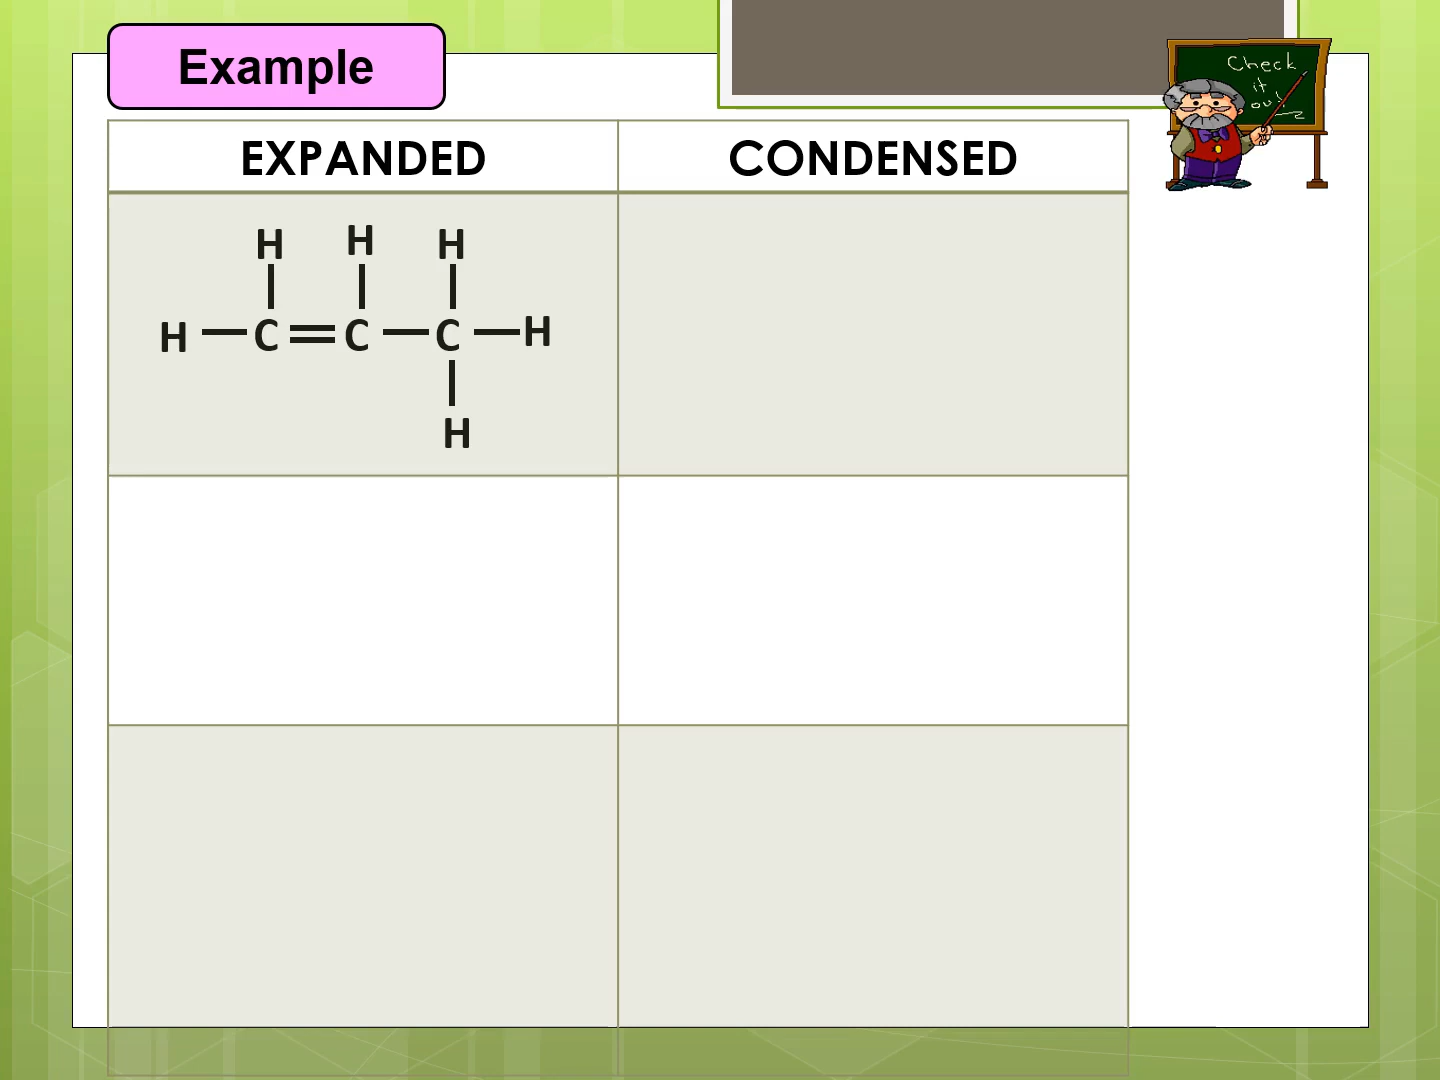 Example
Check
it
out
EXPANDED CONDENSED
H H H
H C C C H
H